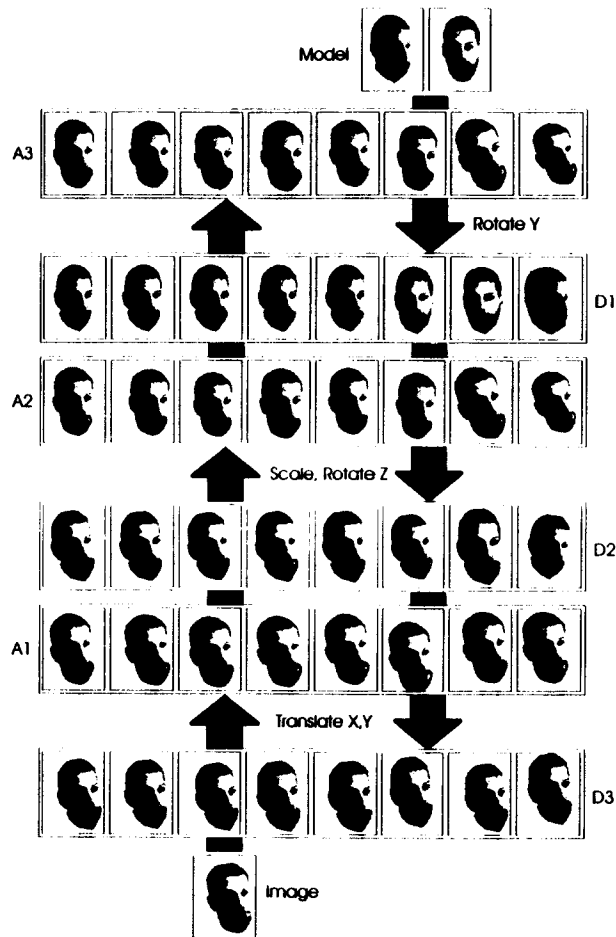 Model
A3
Rotate Y
D1
A2
Scale, Rotate Z
D2
A1
Translate X,Y
D3
Image